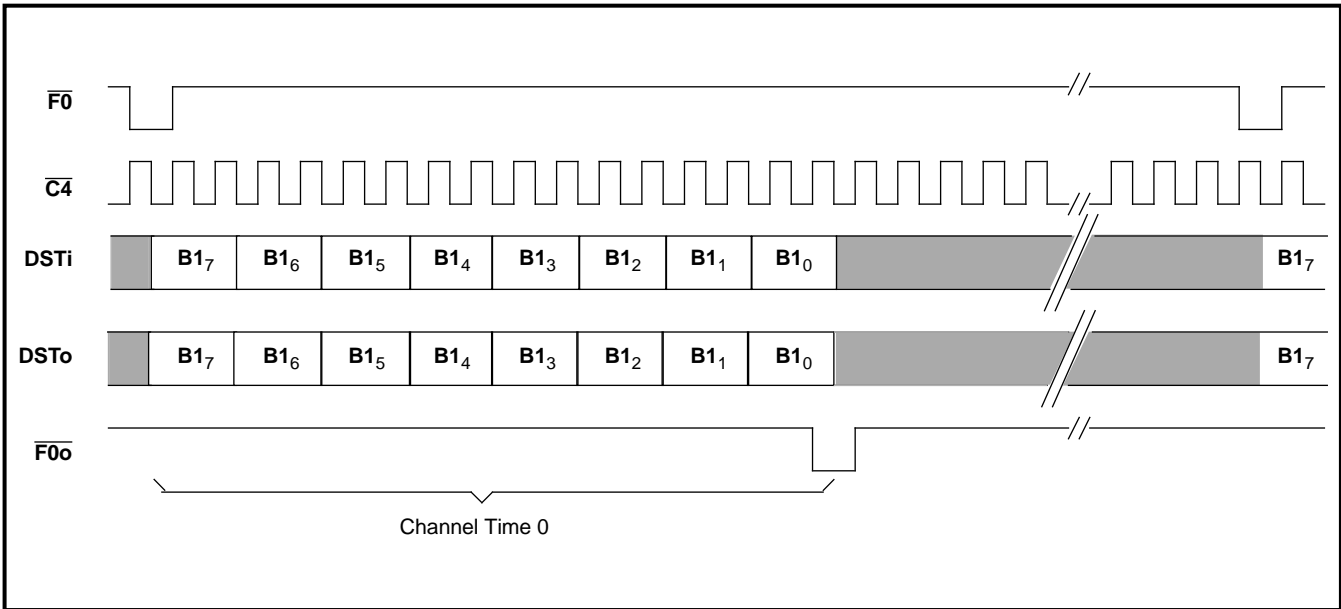 F0
C4
DSTi B17 B16 B15 B14 B13 B12 B11 B10 B17
DSTo B17 B16 B15 B14 B13 B12 B11 B10 B17
F0o
Channel Time 0